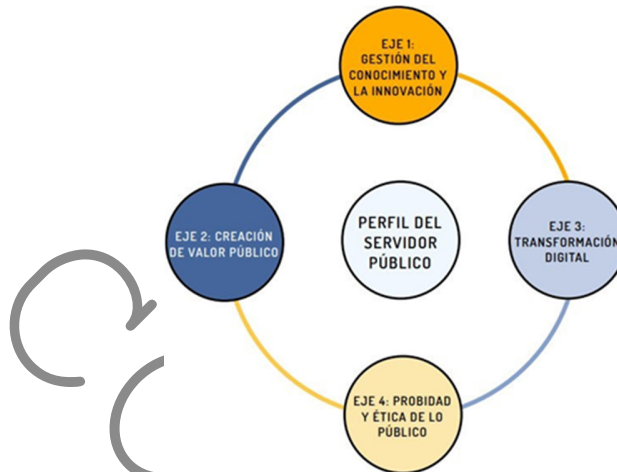 EJE 1:
GESTIÓN DEL
CONOCIMIENTO Y
LA INNOVACIÓN
EJE 2: CREACIÓN
DE VALOR PÚBLICO
PERFIL DEL
SERVIDOR
PÚBLICO
EJE 3:
TRANSFORMACIÓN
DIGITAL
EJE 4: PROBIDAD
Y ÉTICA DE LO
PÚBLICO